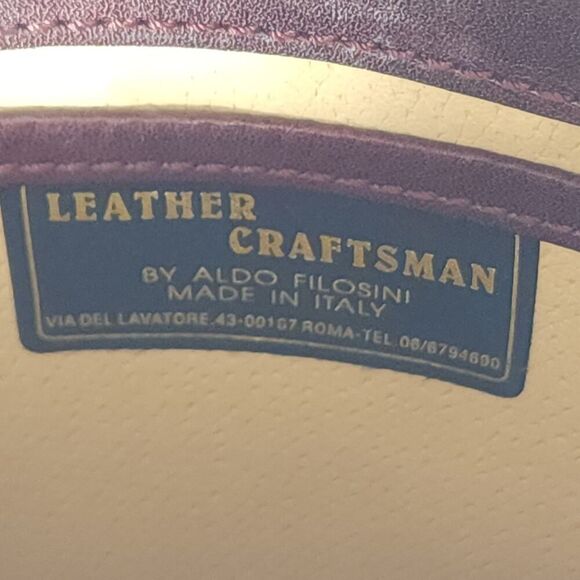 LEATHER
CRAFTSMAN
BY ALDO FILOSINI
MADE IN ITALY
VIA DEL LAVATORE.43-00187 ROMA-TEL.06/6794690